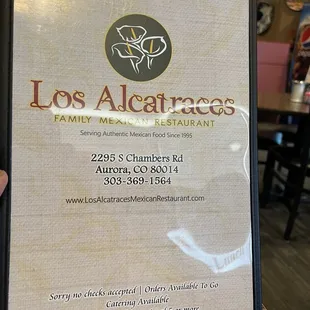 Los Alcatraces
FAMILY MEXICAN RESTAURANT
Serving Authentic Mexican Food Since 1995
2295 S Chambers Rd
Aurora, CO 80014
303-369-1564
www.LosAlcatracesMexicanRestaurant.com
Sorry no checks accepted | Orders Available To Go
Catering Available
more